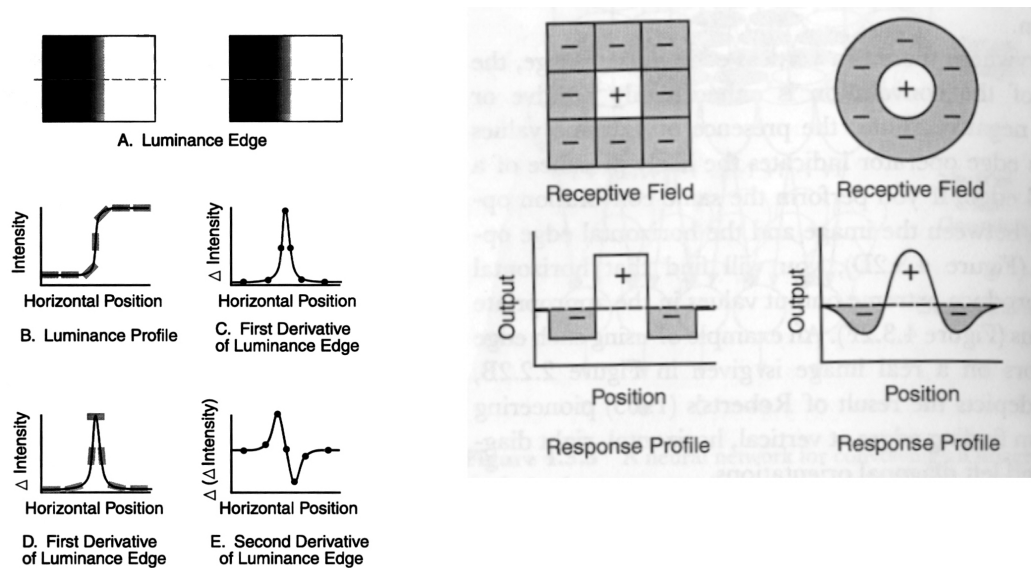 A. Luminance Edge
Intensity
Horizontal Position
B. Luminance Profile
Δ Intensity
Horizontal Position
C. First Derivative
of Luminance Edge
Δ Intensity
Horizontal Position
D. First Derivative
of Luminance Edge
Δ (Δ Intensity)
Horizontal Position
E. Second Derivative
of Luminance Edge
− − −
− + −
− − −
Receptive Field
−
− −
+
− −
−
Receptive Field
Output
+
− −
Position
Response Profile
Output
+
− −
Position
Response Profile